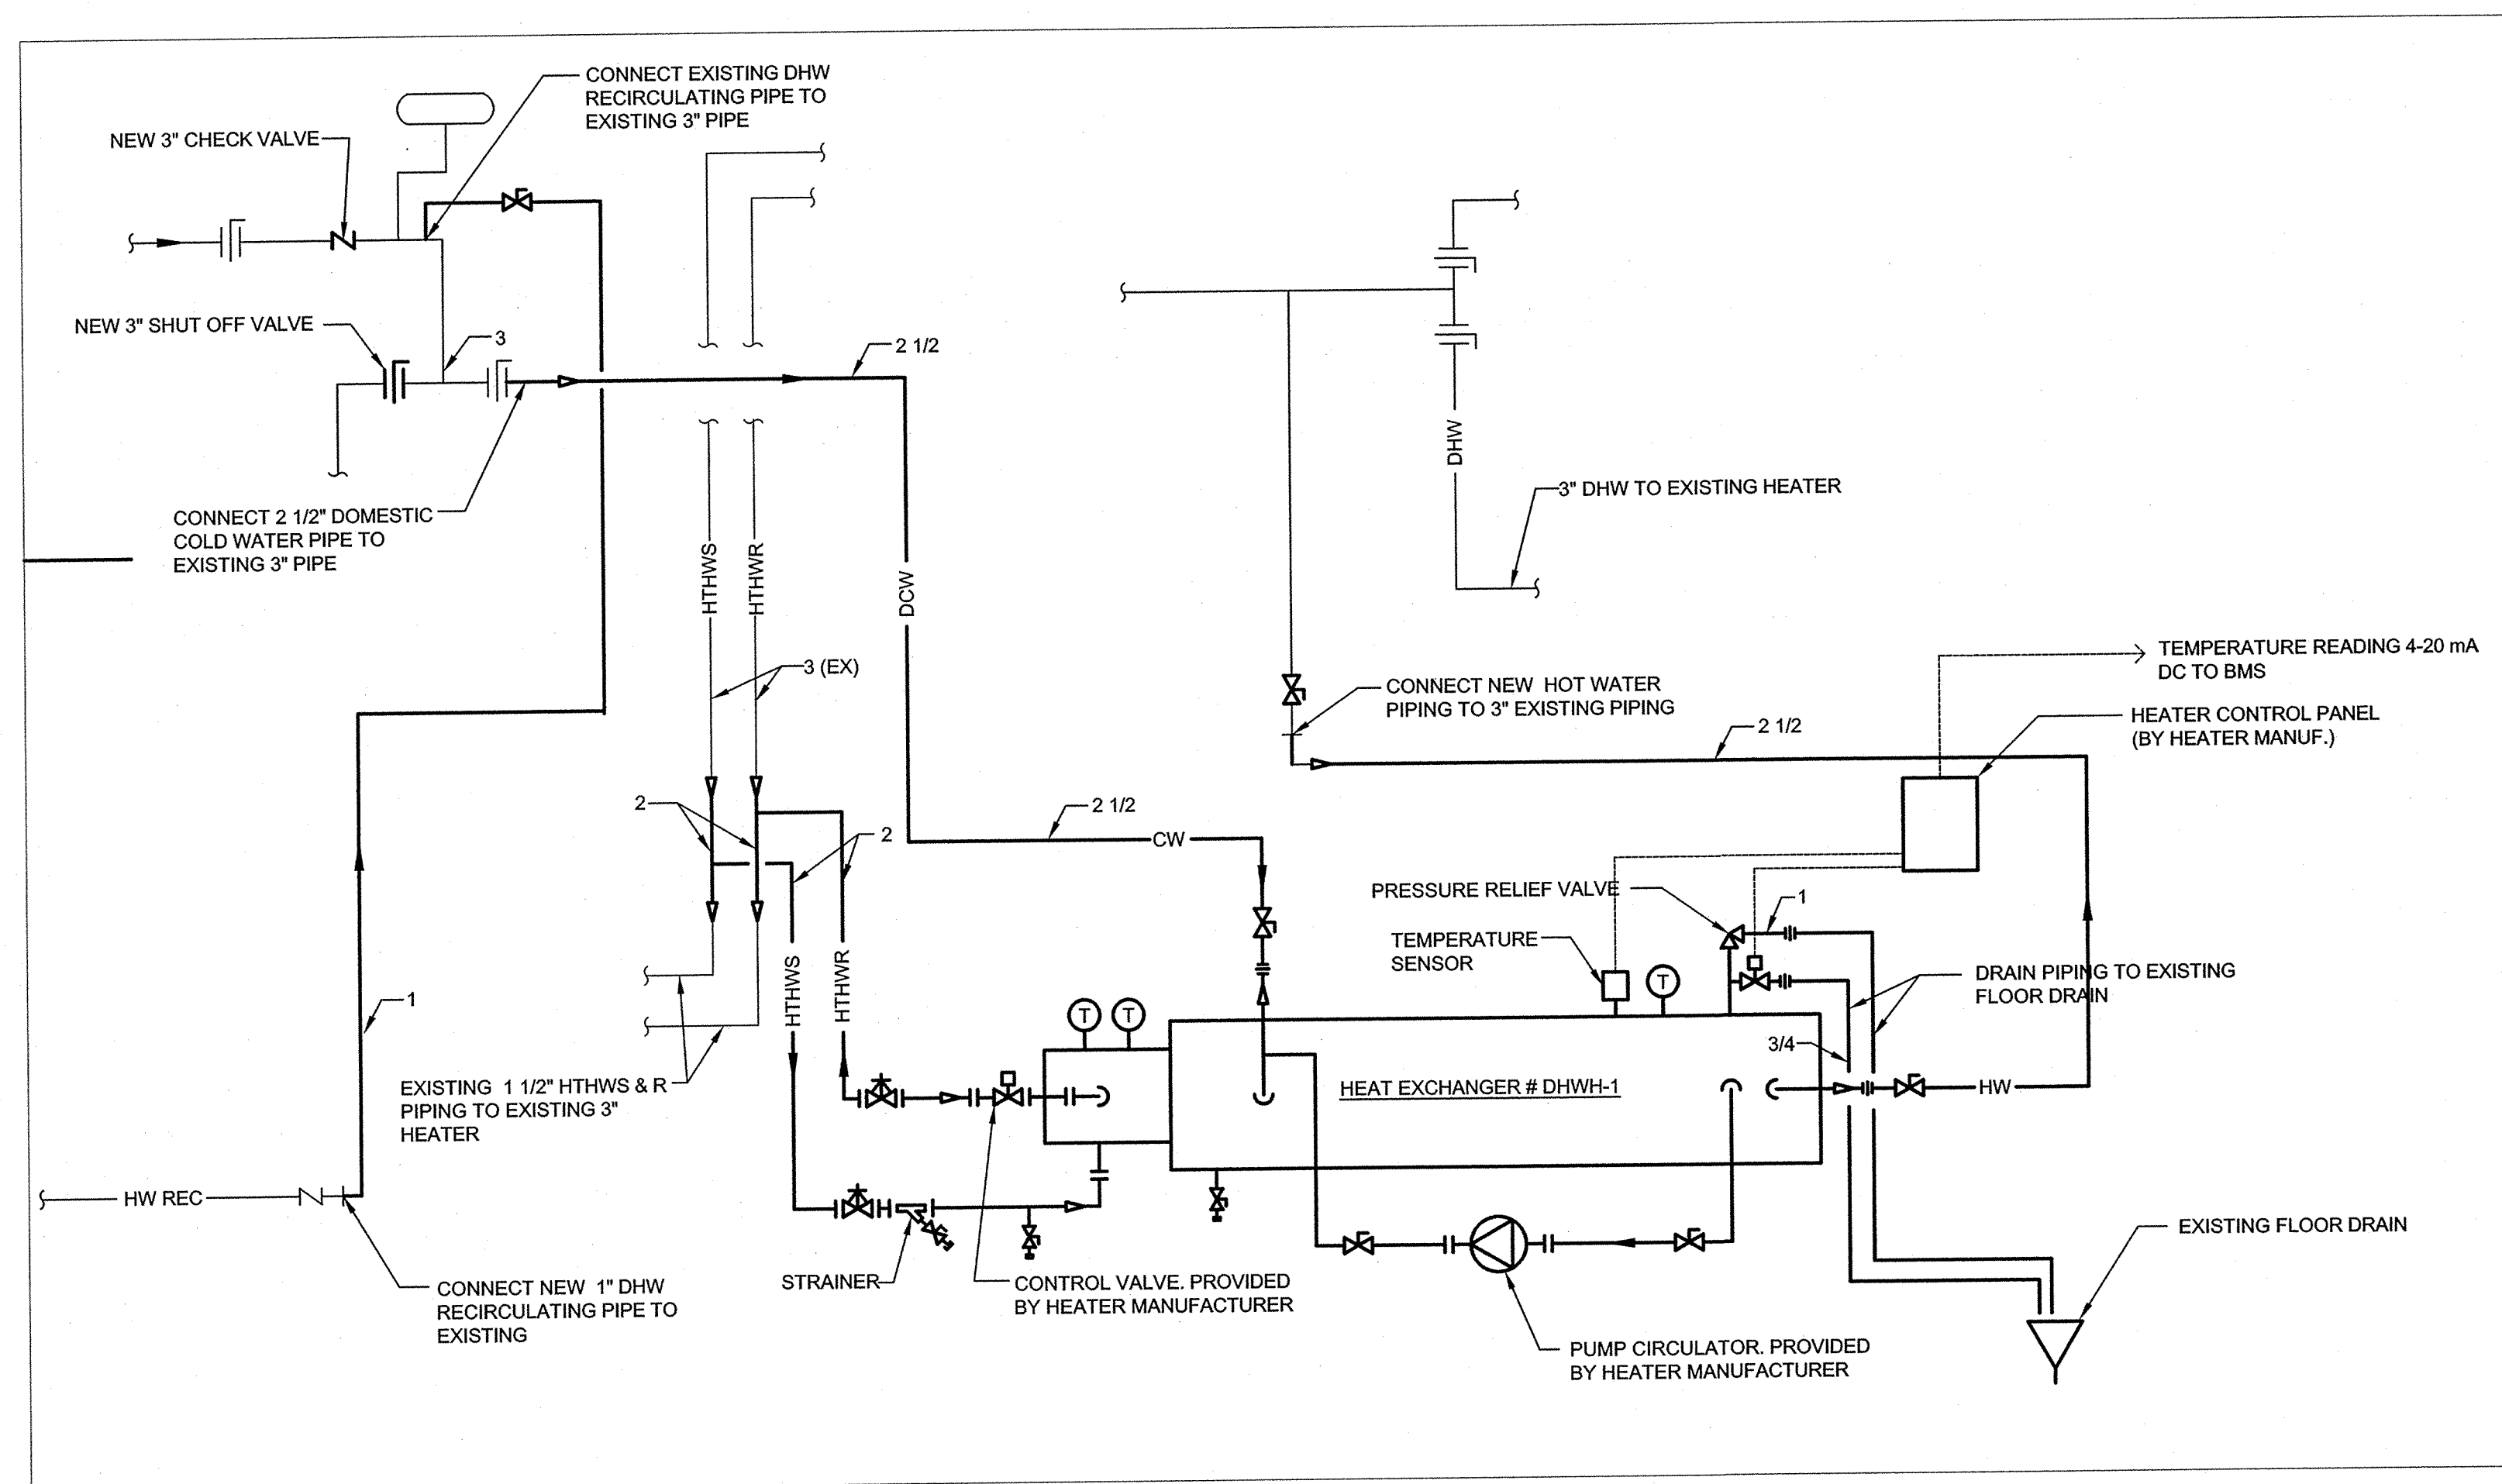 CONNECT EXISTING DHW
RECIRCULATING PIPE TO
EXISTING 3" PIPE
NEW 3" CHECK VALVE
NEW 3" SHUT OFF VALVE
3
2 1/2
CONNECT 2 1/2" DOMESTIC
COLD WATER PIPE TO
EXISTING 3" PIPE
DHW
3" DHW TO EXISTING HEATER
HTHWS
HTHWR
DCW
3 (EX)
TEMPERATURE READING 4-20 mA
DC TO BMS
CONNECT NEW HOT WATER
PIPING TO 3" EXISTING PIPING
HEATER CONTROL PANEL
(BY HEATER MANUF.)
2 1/2
2
2
2 1/2
CW
PRESSURE RELIEF VALVE
1
TEMPERATURE
SENSOR
DRAIN PIPING TO EXISTING
FLOOR DRAIN
HTHWS
HTHWR
1
T
T
T
3/4
EXISTING 1 1/2" HTHWS & R
PIPING TO EXISTING 3"
HEATER
HEAT EXCHANGER # DHWH-1
HW
HW REC
EXISTING FLOOR DRAIN
STRAINER
CONTROL VALVE. PROVIDED
BY HEATER MANUFACTURER
CONNECT NEW 1" DHW
RECIRCULATING PIPE TO
EXISTING
PUMP CIRCULATOR. PROVIDED
BY HEATER MANUFACTURER